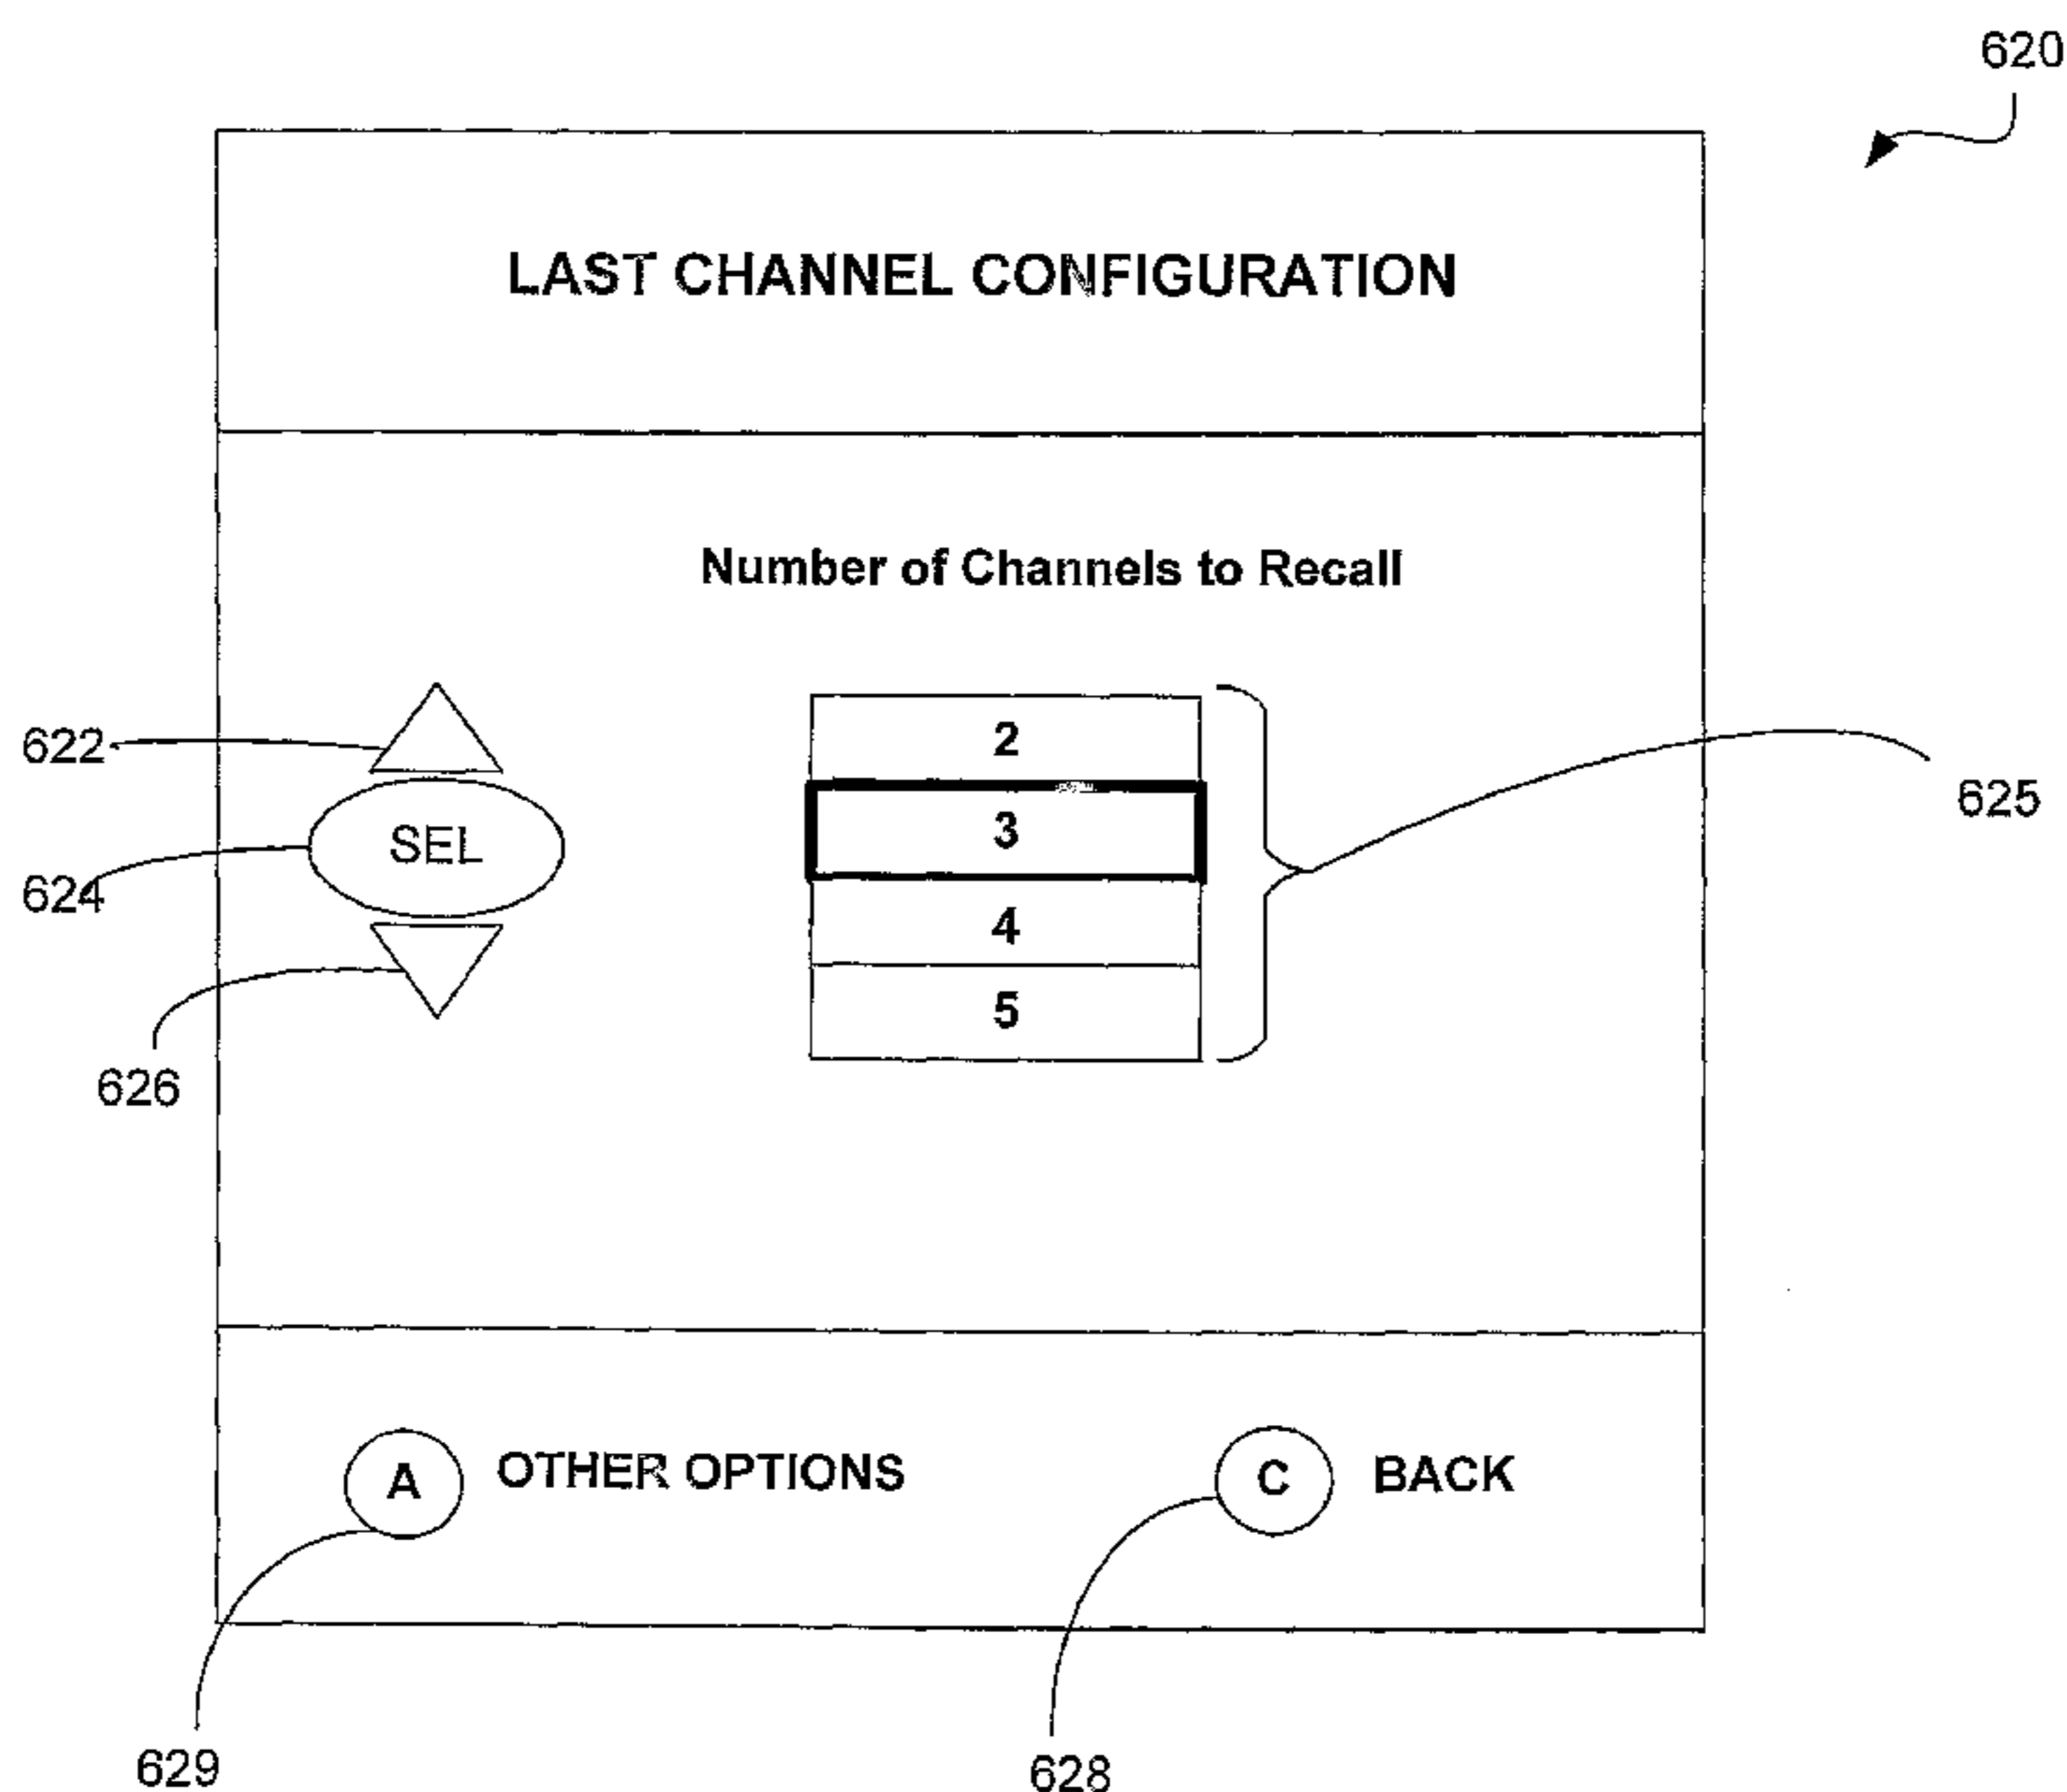 620
LAST CHANNEL CONFIGURATION
Number of Channels to Recall
622
2
625
SEL
3
624
4
5
626
A OTHER OPTIONS
C BACK
629
628